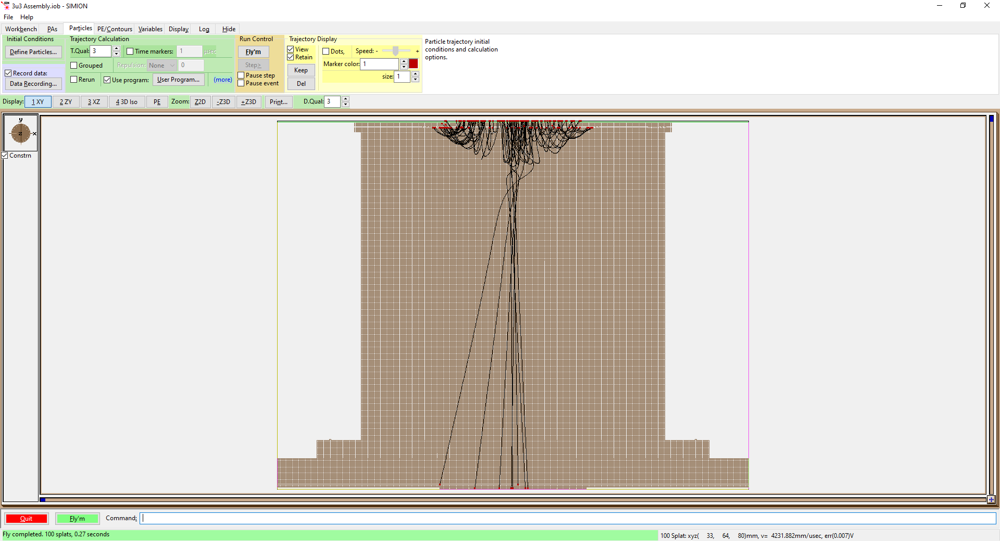 3u3 Assembly.iob - SIMION
File Help
Workbench PAs Particles PE/Contours Variables Display Log Hide
Initial Conditions Trajectory Calculation Run Control Trajectory Display
Define Particles... T.Qual: 3 Time markers: 1 µsec Fly'm View Dots, Speed: - +
Retain
Grouped Repulsion: None 0 Step> Keep Marker color: 1
Record data: Pause step
Data Recording... Rerun Use program: User Program... (more) Pause event Del size: 1
Particle trajectory initial
conditions and calculation
options.
Display: 1 XY 2 ZY 3 XZ 4 3D Iso PE Zoom: Z2D -Z3D +Z3D Print... D.Qual: 3
y
z x
Constrn
Quit Fly'm Command:
Fly completed. 100 splats, 0.27 seconds
100 Splat: xyz( 33, 64, 80)mm, v= 4231.882mm/usec, err(0.007)V